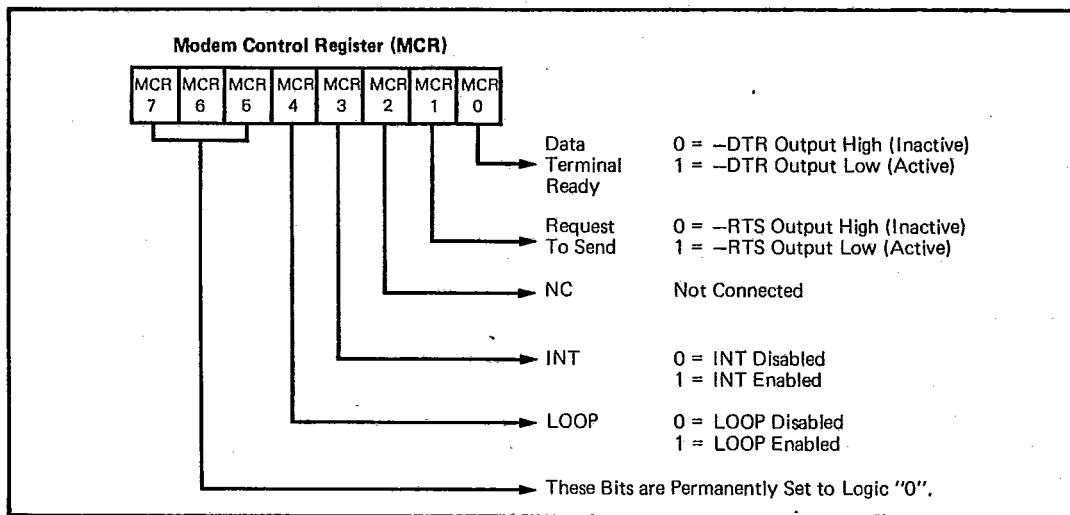 Modem Control Register (MCR)
MCR 7 MCR 6 MCR 5 MCR 4 MCR 3 MCR 2 MCR 1 MCR 0
Data Terminal Ready
0 = −DTR Output High (Inactive)
1 = −DTR Output Low (Active)
Request To Send
0 = −RTS Output High (Inactive)
1 = −RTS Output Low (Active)
NC Not Connected
INT 0 = INT Disabled
1 = INT Enabled
LOOP 0 = LOOP Disabled
1 = LOOP Enabled
These Bits are Permanently Set to Logic "0".